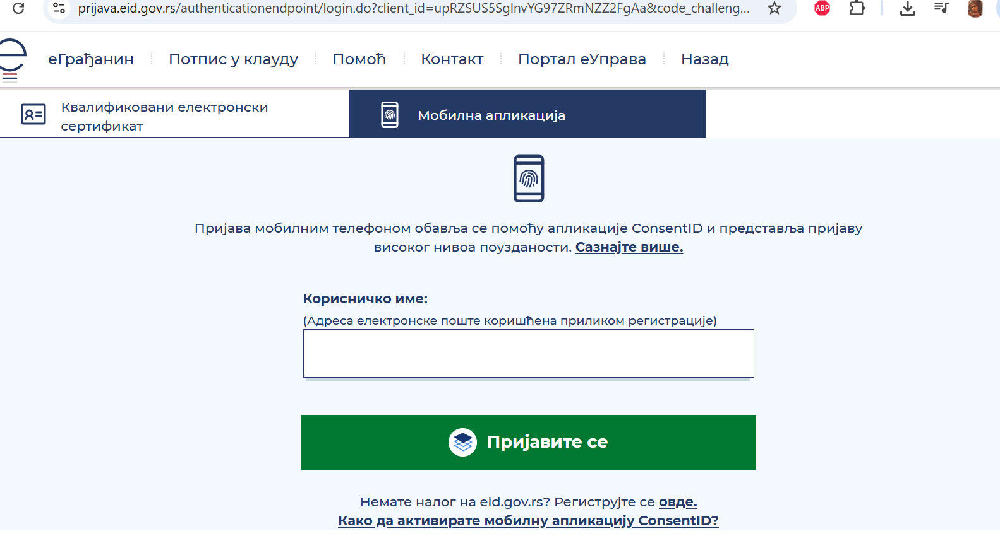 prijava.eid.gov.rs/authenticationendpoint/login.do?client_id=upRZSUS5SgInvYG97ZRmNZZ2FgAa&code_challeng...
ABP
еГрађанин
Потпис у клауду
Помоћ
Контакт
Портал еУправа
Назад
Квалификовани електронски
сертификат
Мобилна апликација
Пријава мобилним телефоном обавља се помоћу апликације ConsentID и представља пријаву
високог нивоа поузданости. Сазнајте више.
Корисничко име:
(Адреса електронске поште коришћена приликом регистрације)
Пријавите се
Немате налог на eid.gov.rs? Региструјте се овде.
Како да активирате мобилну апликацију ConsentID?